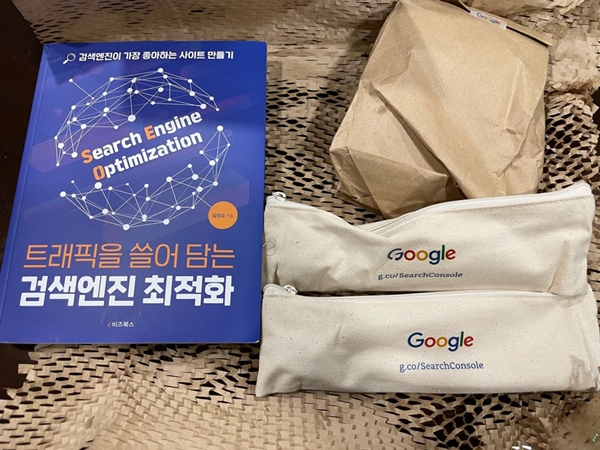 검색엔진이 가장 좋아하는 사이트 만들기
Search Engine
Optimization
트래픽을 쓸어 담는
검색엔진 최적화
비즈북스
Google
Google
g.co/SearchConsole
Google
g.co/SearchConsole